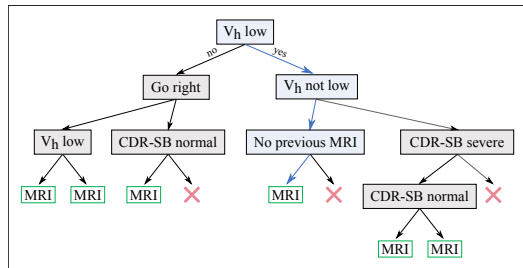 V_h low
no yes
Go right V_h not low
V_h low CDR-SB normal No previous MRI CDR-SB severe
MRI MRI MRI MRI
CDR-SB normal
MRI MRI